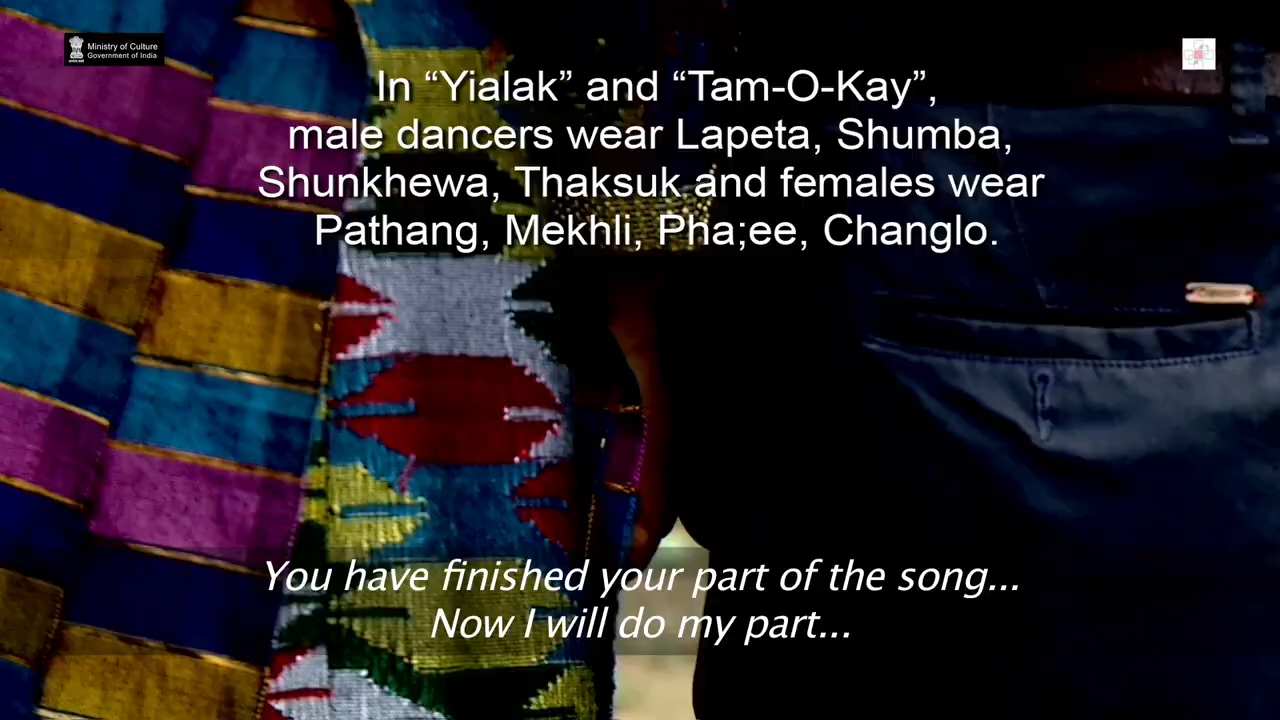 Ministry of Culture
Government of India
In “Yialak” and “Tam-O-Kay”,
male dancers wear Lapeta, Shumba,
Shunkhewa, Thaksuk and females wear
Pathang, Mekhli, Pha;ee, Changlo.
You have finished your part of the song...
Now I will do my part...